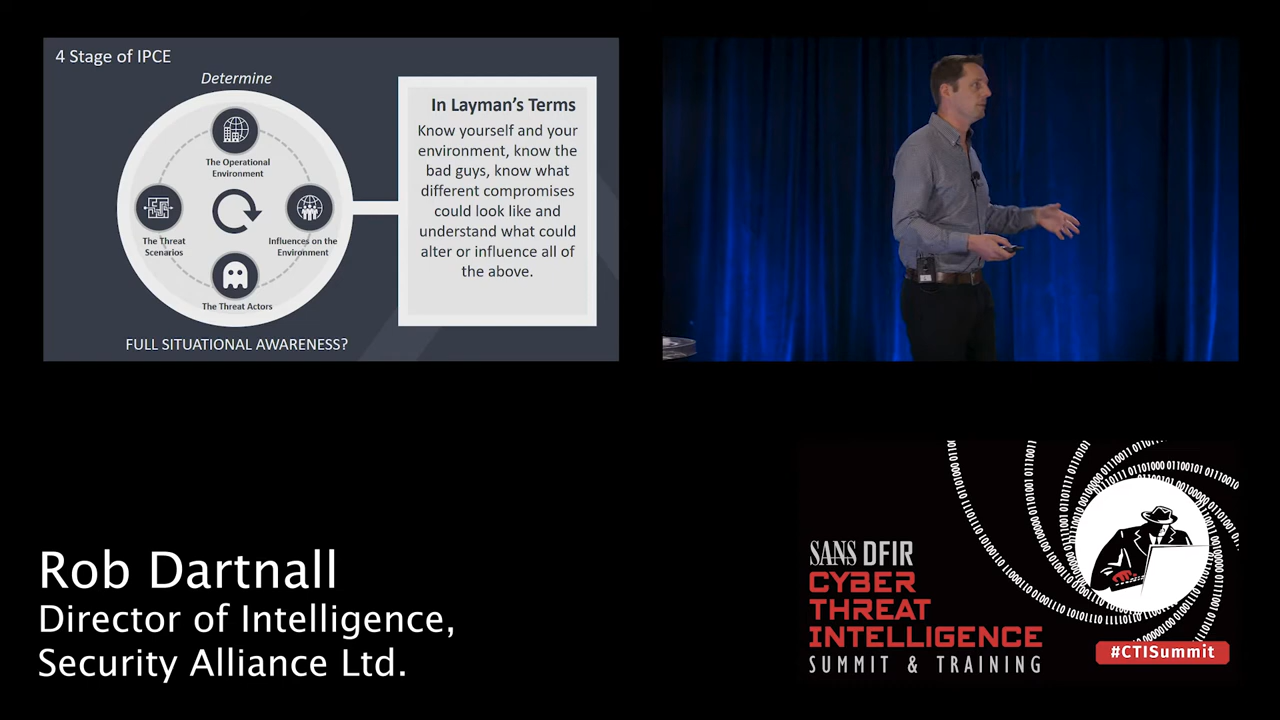 4 Stage of IPCE
Determine
The Operational
Environment
The Threat
Scenarios
Influences on the
Environment
The Threat Actors
FULL SITUATIONAL AWARENESS?
In Layman's Terms
Know yourself and your
environment, know the
bad guys, know what
different compromises
could look like and
understand what could
alter or influence all of
the above.
Rob Dartnall
Director of Intelligence,
Security Alliance Ltd.
SANS DFIR
CYBER
THREAT
INTELLIGENCE
SUMMIT & TRAINING
#CTISummit